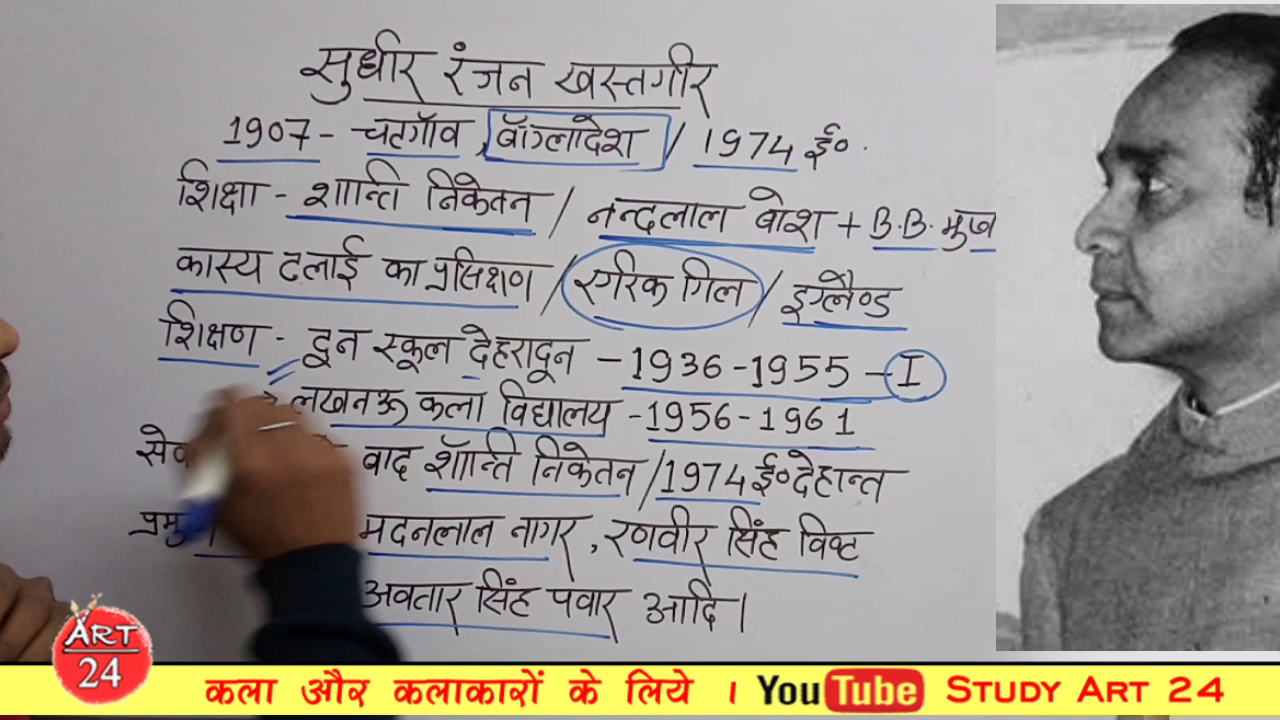 सुधीर रंजन खस्तगीर
1907 - चटगॉव, बॉग्लादेश / 1974 ई०.
शिक्षा - शान्ति निकेतन / नन्दलाल बोश + B.B. मुख
कास्य ढलाई का प्रसिक्षण / एरिक गिल / इग्लैण्ड
शिक्षण - दून स्कूल देहरादून - 1936 - 1955 - I
लखनऊ कला विद्यालय - 1956 - 1961
बाद शॉन्ति निकेतन / 1974 ई० देहान्त
मदनलाल नागर, रणवीर सिंह विष्ट
अवतार सिंह पवार आदि।
ART
24
कला और कलाकारों के लिये । YouTube STUDY ART 24